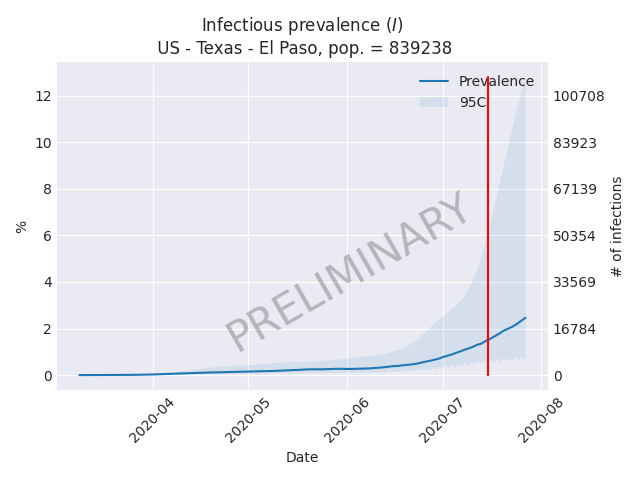 Infectious prevalence (I)
US - Texas - El Paso, pop. = 839238
Prevalence
95C
12
10
8
6
4
2
0
%
100708
83923
67139
50354
33569
16784
0
# of infections
PRELIMINARY
2020-04
2020-05
2020-06
2020-07
2020-08
Date